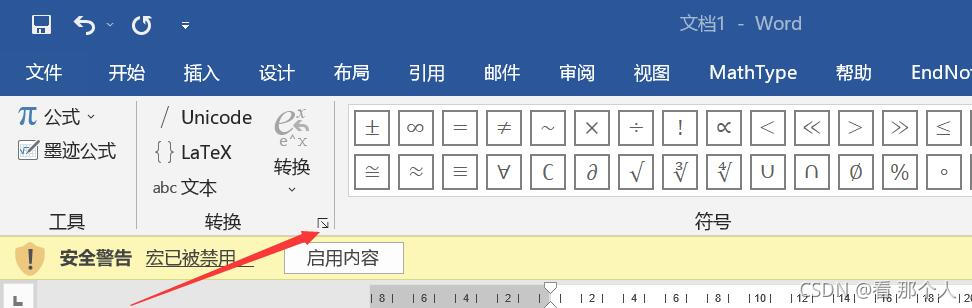 文档1 - Word
文件 开始 插入 设计 布局 引用 邮件 审阅 视图 MathType 帮助 EndNo
π 公式 / Unicode e^x ± ∞ = ≠ ~ × ÷ ! ∝ < ≪ > ≫ ≤
墨迹公式 { } LaTeX 转换 ≅ ≈ ≡ ∀ ∁ ∂ √ ∛ ∜ ∪ ∩ ∅ % °
abc 文本
工具 转换 符号
安全警告 宏已被禁用。 启用内容
L 8 6 4 2 2 4 6 8 10 12 14 16 18
CSDN @看 那个人